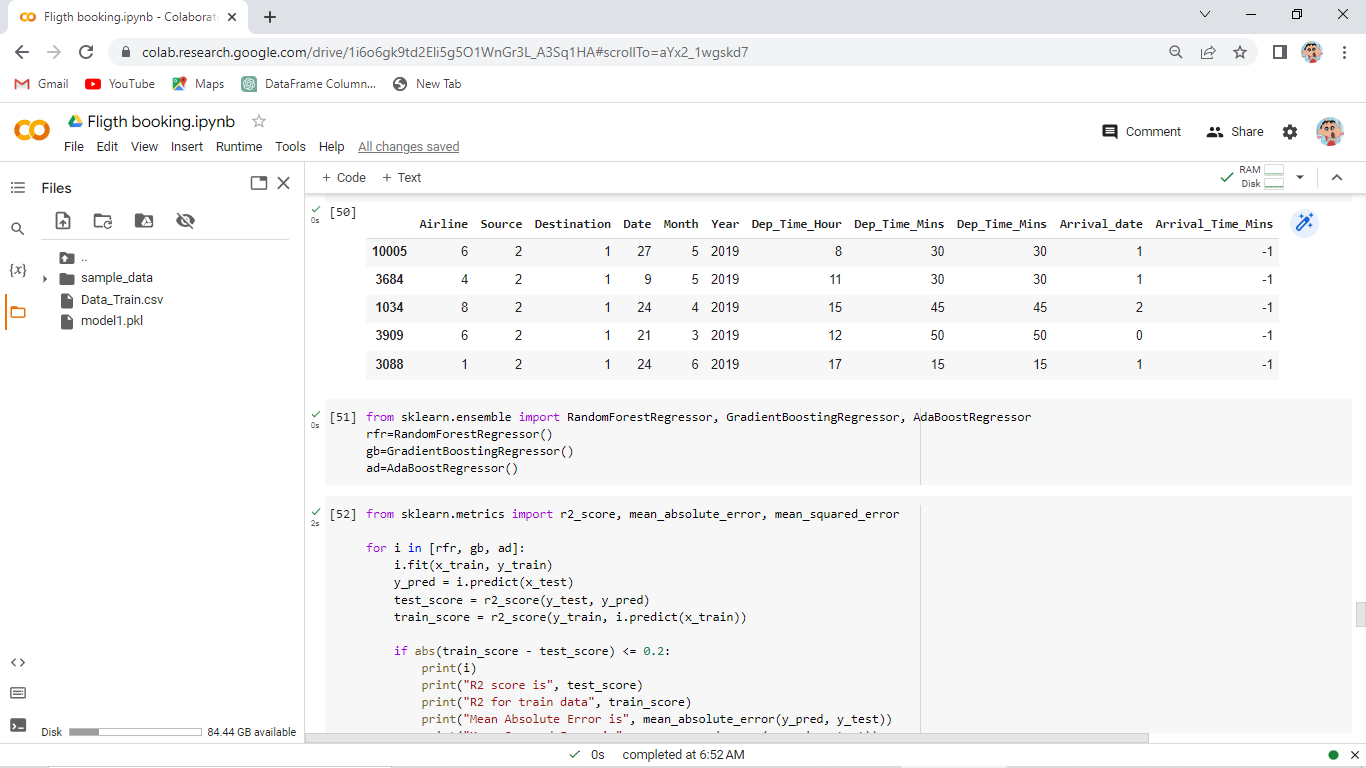 Fligth booking.ipynb - Colaborat
colab.research.google.com/drive/1i6o6gk9td2Eli5g5O1WnGr3L_A3Sq1HA#scrollTo=aYx2_1wgskd7
Gmail YouTube Maps DataFrame Column... New Tab
Fligth booking.ipynb
Comment Share
File Edit View Insert Runtime Tools Help All changes saved
Files
+ Code + Text
RAM
Disk
..
sample_data
Data_Train.csv
model1.pkl
{x}
<>
Disk 84.44 GB available
[50]
0s
Airline Source Destination Date Month Year Dep_Time_Hour Dep_Time_Mins Dep_Time_Mins Arrival_date Arrival_Time_Mins
10005 6 2 1 27 5 2019 8 30 30 1 -1
3684 4 2 1 9 5 2019 11 30 30 1 -1
1034 8 2 1 24 4 2019 15 45 45 2 -1
3909 6 2 1 21 3 2019 12 50 50 0 -1
3088 1 2 1 24 6 2019 17 15 15 1 -1
[51] from sklearn.ensemble import RandomForestRegressor, GradientBoostingRegressor, AdaBoostRegressor
0s
rfr=RandomForestRegressor()
gb=GradientBoostingRegressor()
ad=AdaBoostRegressor()
[52] from sklearn.metrics import r2_score, mean_absolute_error, mean_squared_error
2s
for i in [rfr, gb, ad]:
i.fit(x_train, y_train)
y_pred = i.predict(x_test)
test_score = r2_score(y_test, y_pred)
train_score = r2_score(y_train, i.predict(x_train))
if abs(train_score - test_score) <= 0.2:
print(i)
print("R2 score is", test_score)
print("R2 for train data", train_score)
print("Mean Absolute Error is", mean_absolute_error(y_pred, y_test))
0s completed at 6:52 AM